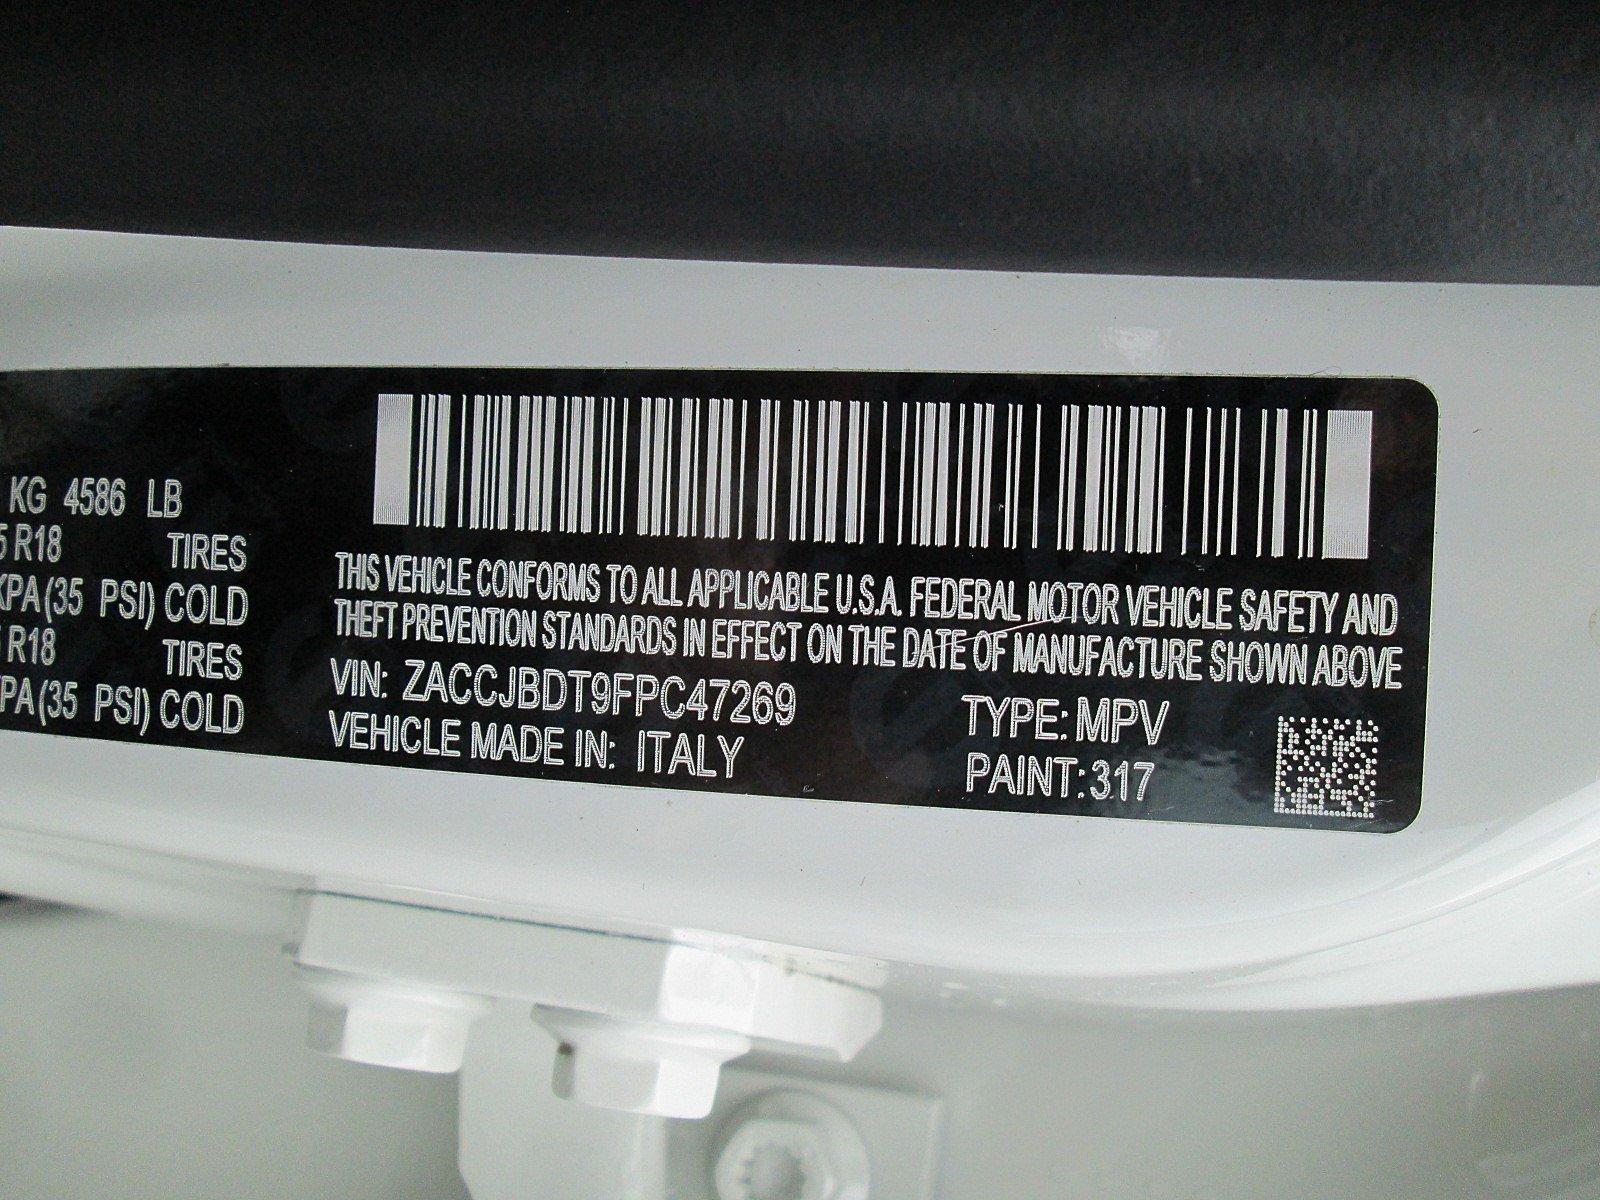 KG 4586 LB
5 R18 TIRES
KPA (35 PSI) COLD
R18 TIRES
PA (35 PSI) COLD
THIS VEHICLE CONFORMS TO ALL APPLICABLE U.S.A. FEDERAL MOTOR VEHICLE SAFETY AND
THEFT PREVENTION STANDARDS IN EFFECT ON THE DATE OF MANUFACTURE SHOWN ABOVE
VIN: ZACCJBDT9FPC47269 TYPE: MPV
VEHICLE MADE IN: ITALY PAINT: 317